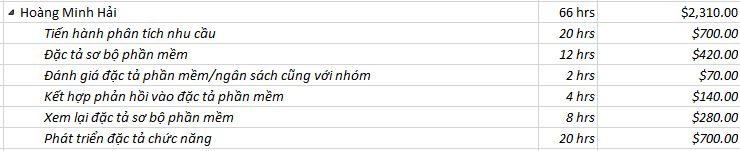 Hoàng Minh Hải 66 hrs $2,310.00
Tiến hành phân tích nhu cầu 20 hrs $700.00
Đặc tả sơ bộ phần mềm 12 hrs $420.00
Đánh giá đặc tả phần mềm/ngân sách cũng với nhóm 2 hrs $70.00
Kết hợp phản hồi vào đặc tả phần mềm 4 hrs $140.00
Xem lại đặc tả sơ bộ phần mềm 8 hrs $280.00
Phát triển đặc tả chức năng 20 hrs $700.00